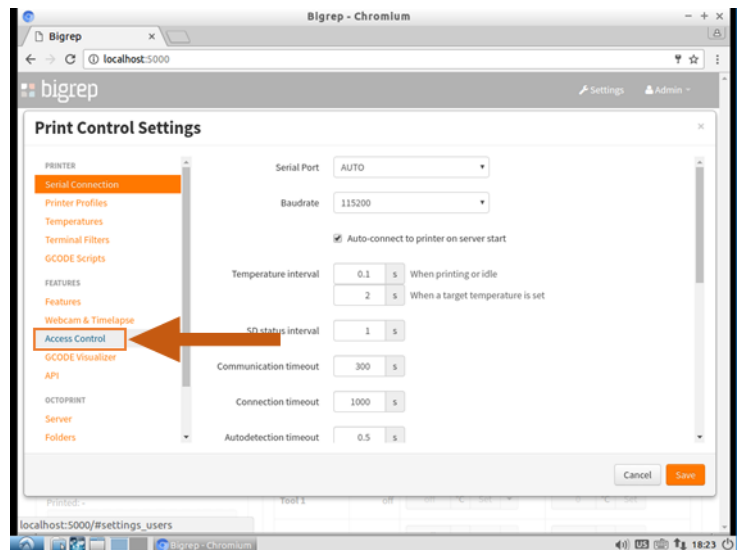 Bigrep - Chromium
Bigrep
localhost:5000
bigrep
Settings
Admin
Print Control Settings
PRINTER
Serial Connection
Printer Profiles
Temperatures
Terminal Filters
GCODE Scripts
FEATURES
Features
Webcam & Timelapse
Access Control
GCODE Visualizer
API
OCTOPRINT
Server
Folders
Serial Port AUTO
Baudrate 115200
Auto-connect to printer on server start
Temperature interval 0.1 s When printing or idle
2 s When a target temperature is set
SD status interval 1 s
Communication timeout 300 s
Connection timeout 1000 s
Autodetection timeout 0.5 s
Cancel
Save
Printed: -
Tool 1 off off °C Set 0 °C Set
localhost:5000/#settings_users
Bigrep - Chromium
US
18:23